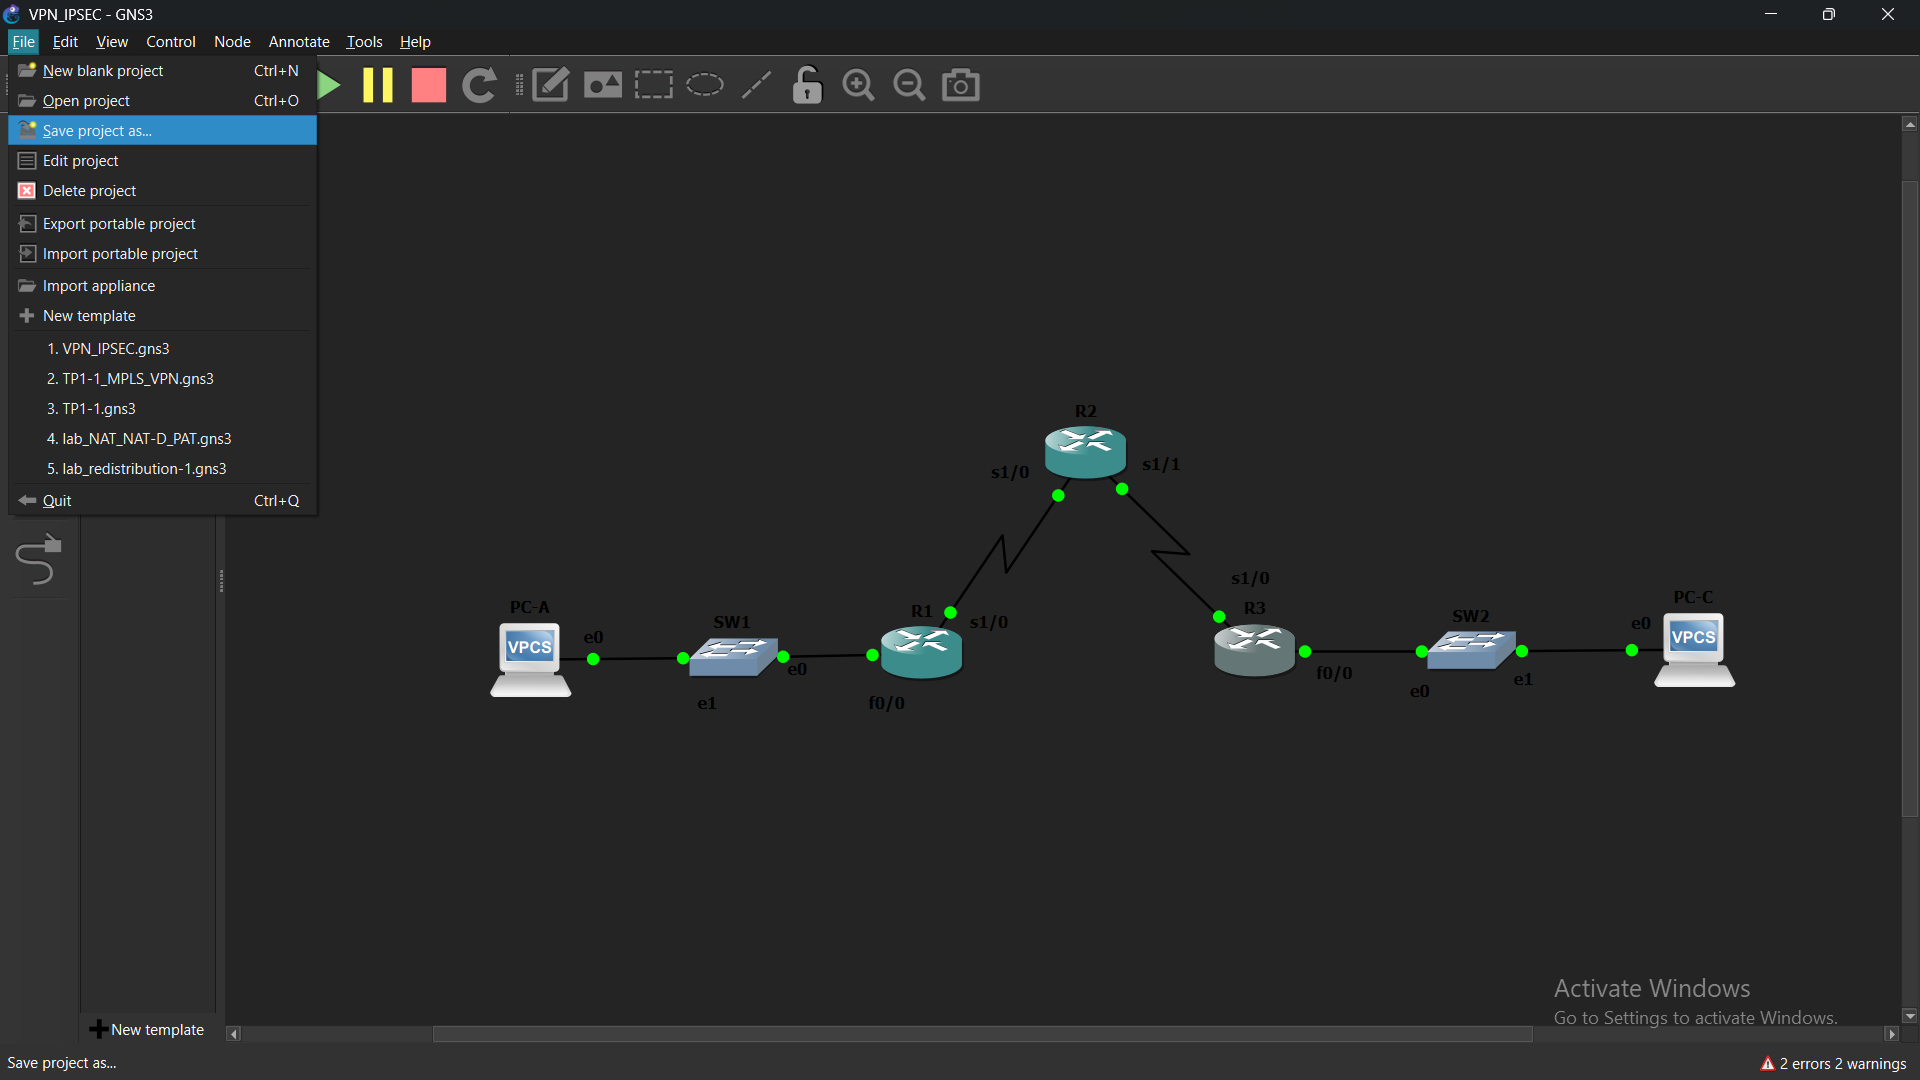 VPN_IPSEC - GNS3
File Edit View Control Node Annotate Tools Help
New blank project Ctrl+N
Open project Ctrl+O
Save project as...
Edit project
Delete project
Export portable project
Import portable project
Import appliance
New template
1. VPN_IPSEC.gns3
2. TP1-1_MPLS_VPN.gns3
3. TP1-1.gns3
4. lab_NAT_NAT-D_PAT.gns3
5. lab_redistribution-1.gns3
Quit Ctrl+Q
R2
s1/0 s1/1
s1/0
PC-A SW1 R1 s1/0 R3 SW2 PC-C
VPCS e0 e0 VPCS
e0 f0/0
e1 f0/0 e0 e1
Activate Windows
Go to Settings to activate Windows.
New template
Save project as...
2 errors 2 warnings